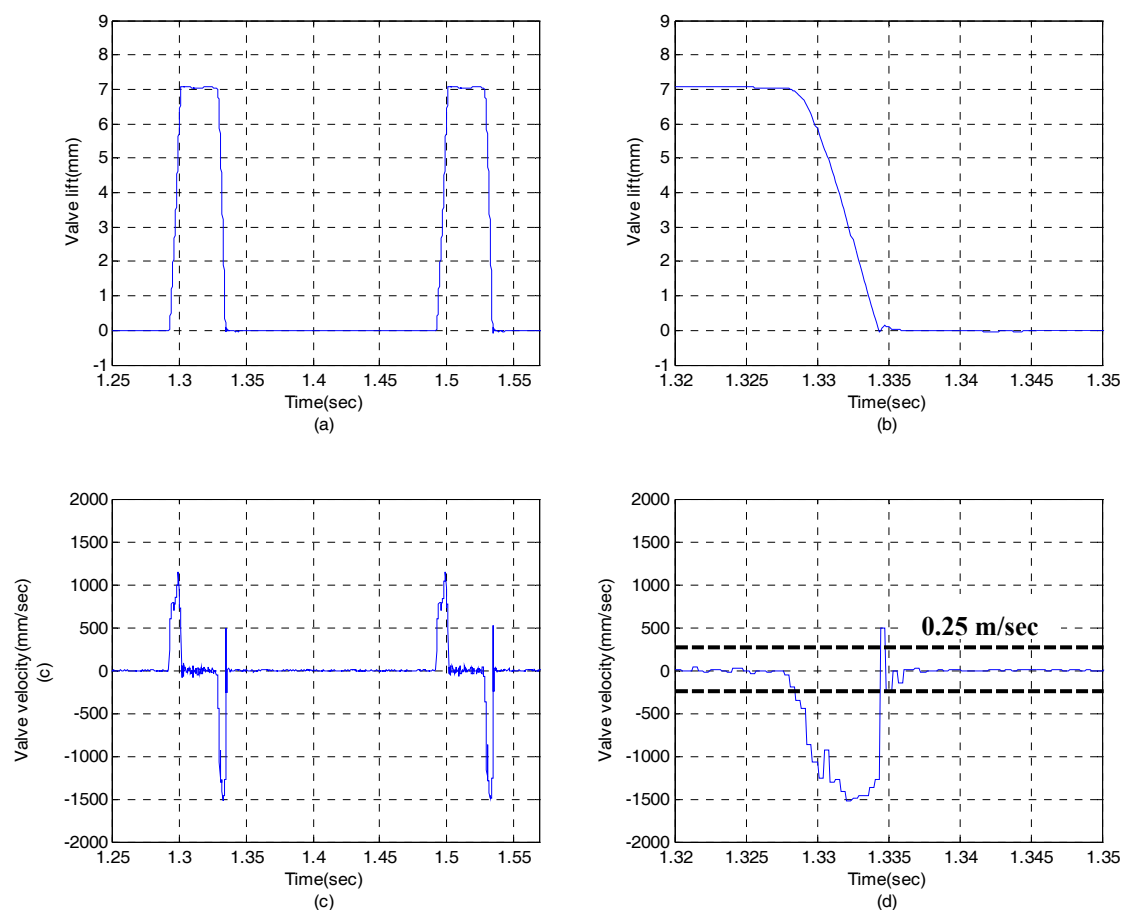 9
8
7
6
5
4
3
2
1
0
-1
Valve lift(mm)
1.25 1.3 1.35 1.4 1.45 1.5 1.55
Time(sec)
(a)
9
8
7
6
5
4
3
2
1
0
-1
Valve lift(mm)
1.32 1.325 1.33 1.335 1.34 1.345 1.35
Time(sec)
(b)
2000
1500
1000
500
0
-500
-1000
-1500
-2000
Valve velocity(mm/sec)
(c)
1.25 1.3 1.35 1.4 1.45 1.5 1.55
Time(sec)
(c)
2000
1500
1000
500
0
-500
-1000
-1500
-2000
Valve velocity(mm/sec)
0.25 m/sec
1.32 1.325 1.33 1.335 1.34 1.345 1.35
Time(sec)
(d)